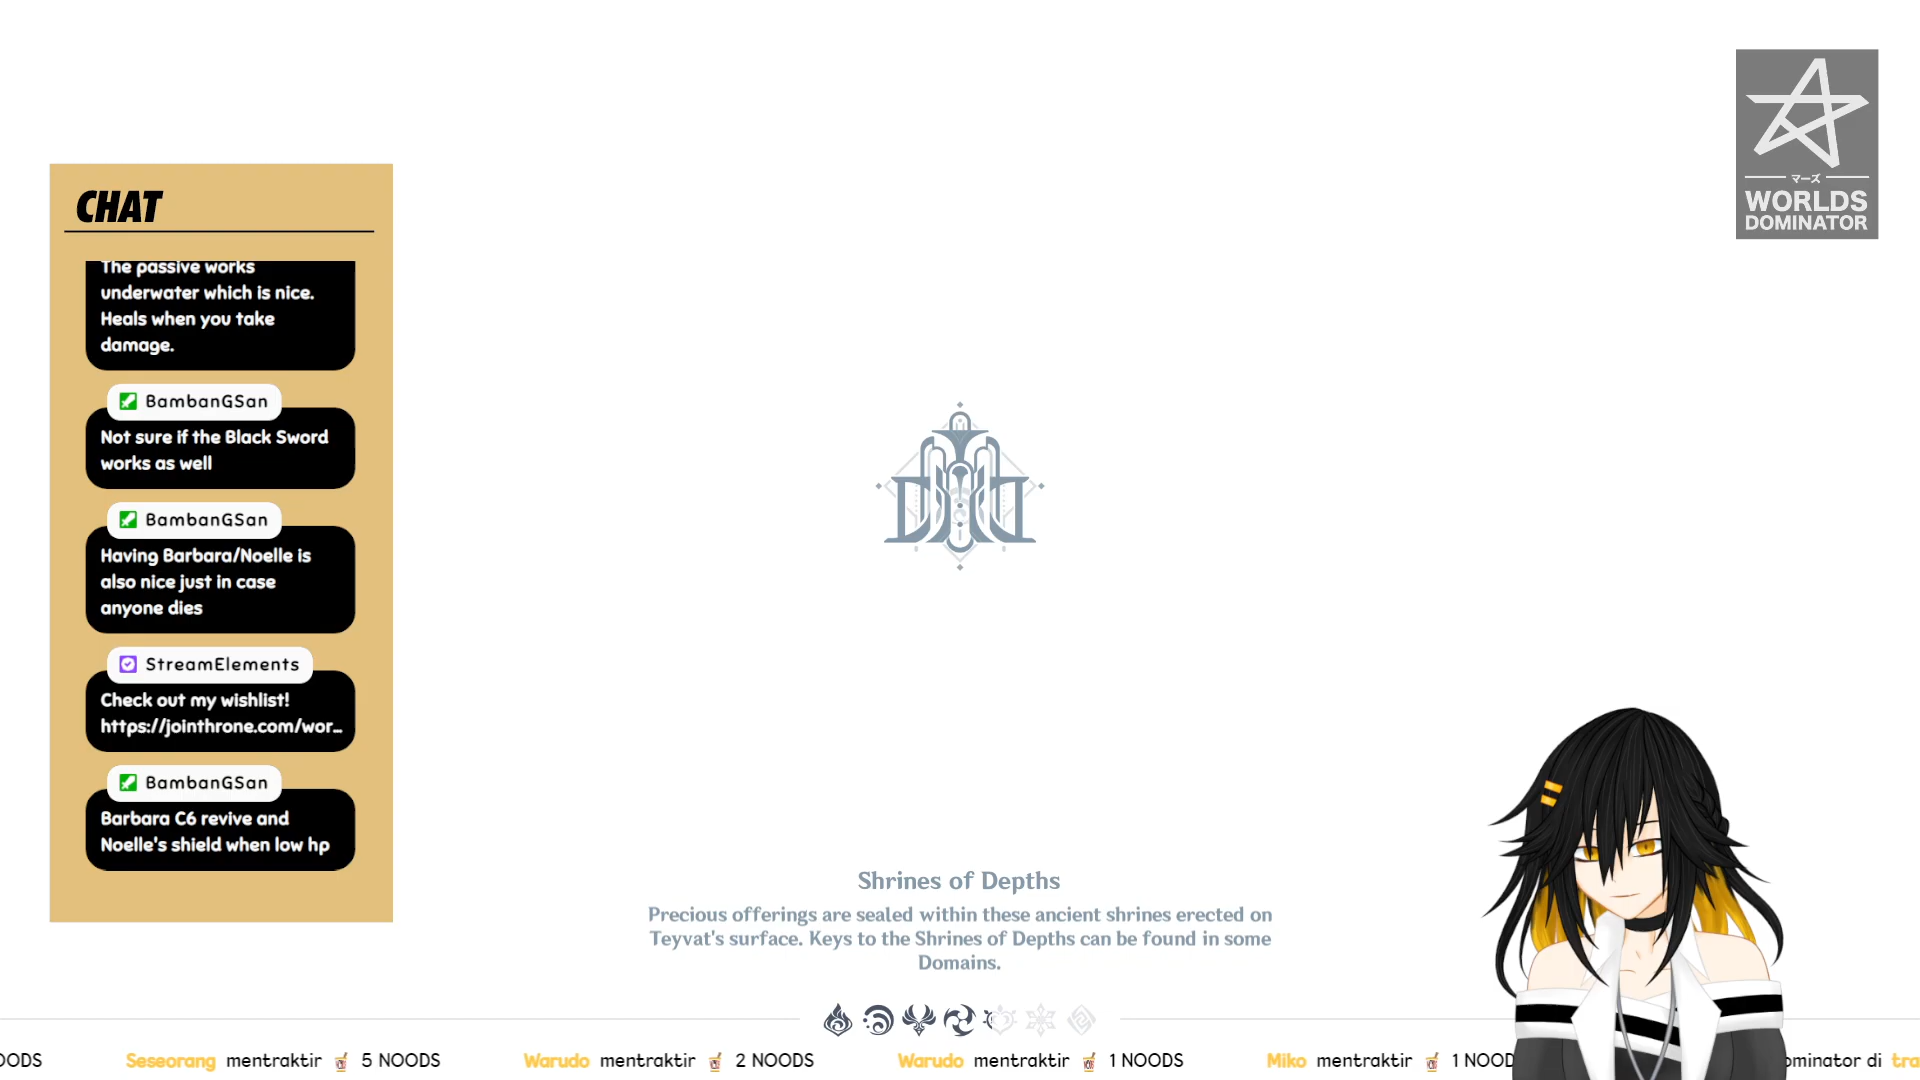 CHAT
The passive works
underwater which is nice.
Heals when you take
damage.
BambanGSan
Not sure if the Black Sword
works as well
BambanGSan
Having Barbara/Noelle is
also nice just in case
anyone dies
StreamElements
Check out my wishlist!
https://jointhrone.com/wor...
BambanGSan
Barbara C6 revive and
Noelle's shield when low hp
マーズ
WORLDS
DOMINATOR
Shrines of Depths
Precious offerings are sealed within these ancient shrines erected on
Teyvat's surface. Keys to the Shrines of Depths can be found in some
Domains.
OODS Seseorang mentraktir 5 NOODS Warudo mentraktir 2 NOODS Warudo mentraktir 1 NOODS Miko mentraktir 1 NOOD ominator di tra